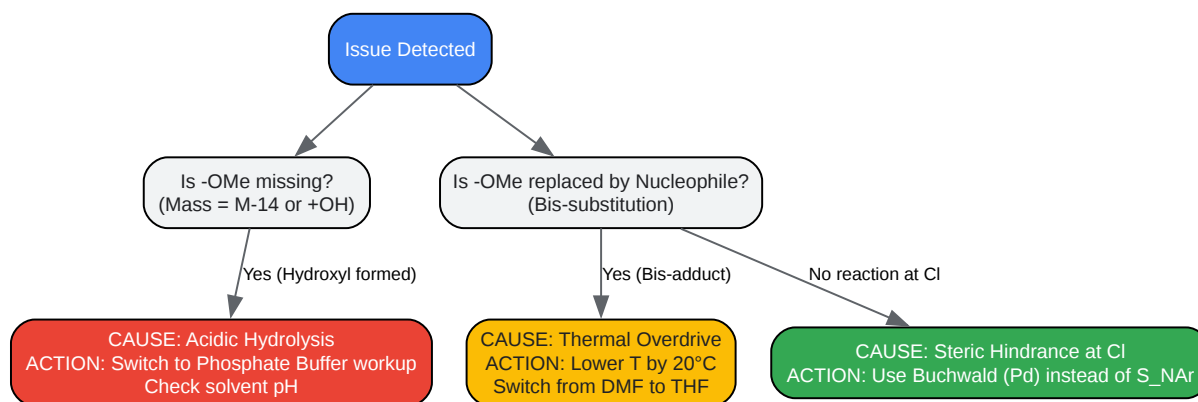 Issue Detected
Is -OMe missing?
(Mass = M-14 or +OH)
Is -OMe replaced by Nucleophile?
(Bis-substitution)
Yes (Hydroxyl formed)
Yes (Bis-adduct)
No reaction at Cl
CAUSE: Acidic Hydrolysis
ACTION: Switch to Phosphate Buffer workup
Check solvent pH
CAUSE: Thermal Overdrive
ACTION: Lower T by 20°C
Switch from DMF to THF
CAUSE: Steric Hindrance at Cl
ACTION: Use Buchwald (Pd) instead of S_NAr